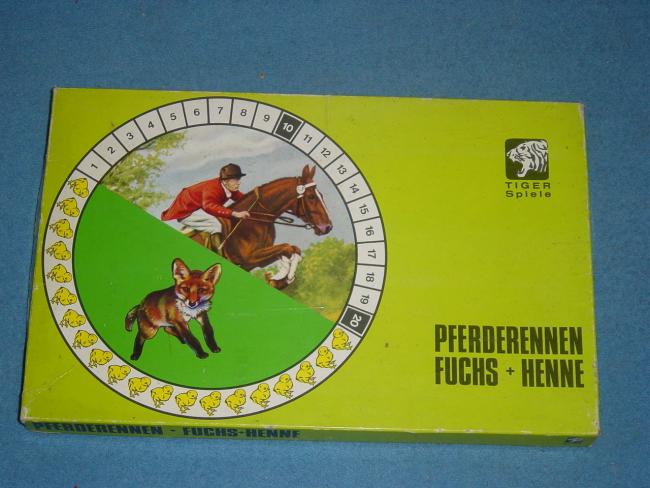 1 2 3 4 5 6 7 8 9 10 11 12 13 14 15 16 17 18 19 20
TIGER
Spiele
PFERDERENNEN
FUCHS + HENNE
PFERDERENNEN - FUCHS-HENNE